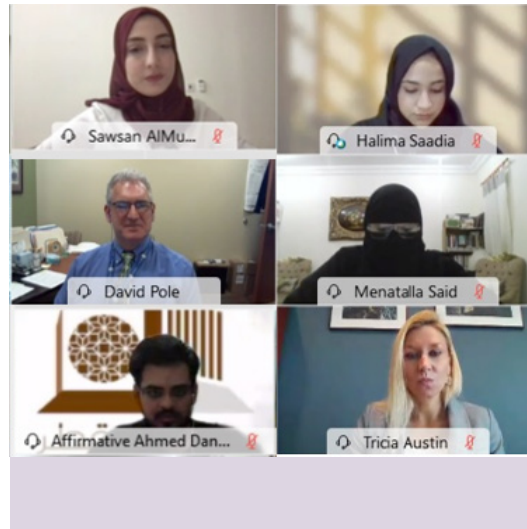 Sawsan AlMu...
Halima Saadia
David Pole
Menatalla Said
Affirmative Ahmed Dan...
Tricia Austin